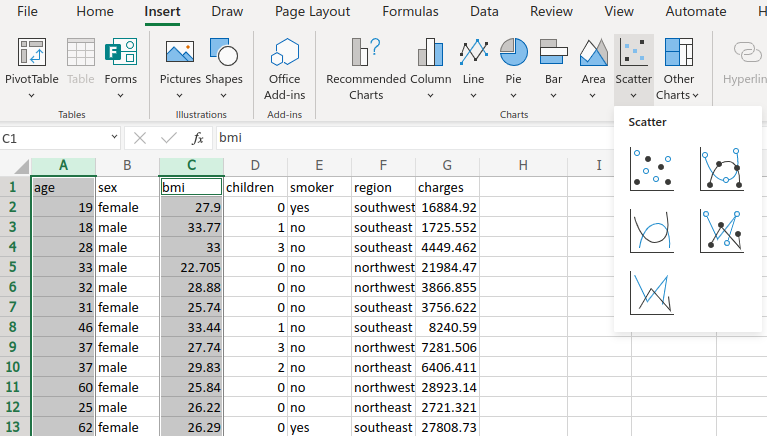 File Home Insert Draw Page Layout Formulas Data Review View Automate H
PivotTable Table Forms Pictures Shapes Office Add-ins Recommended Charts Column Line Pie Bar Area Scatter Other Charts Hyperlin
Tables Illustrations Add-ins Charts
Scatter
C1 fx bmi
A B C D E F G H I
1 age sex bmi children smoker region charges
2 19 female 27.9 0 yes southwest 16884.92
3 18 male 33.77 1 no southeast 1725.552
4 28 male 33 3 no southeast 4449.462
5 33 male 22.705 0 no northwest 21984.47
6 32 male 28.88 0 no northwest 3866.855
7 31 female 25.74 0 no southeast 3756.622
8 46 female 33.44 1 no southeast 8240.59
9 37 female 27.74 3 no northwest 7281.506
10 37 male 29.83 2 no northeast 6406.411
11 60 female 25.84 0 no northwest 28923.14
12 25 male 26.22 0 no northeast 2721.321
13 62 female 26.29 0 yes southeast 27808.73